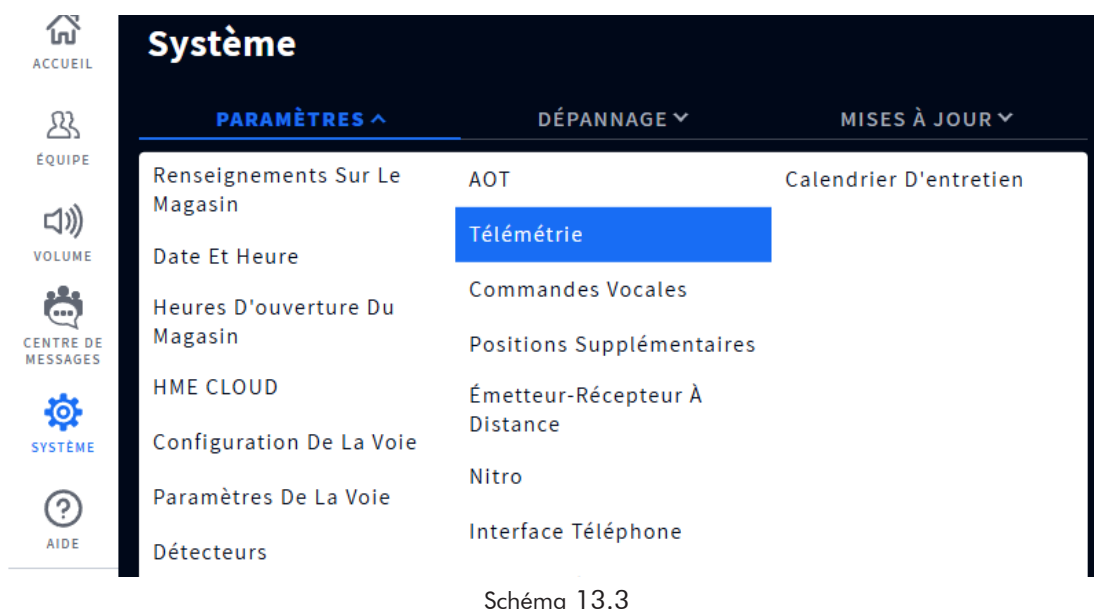 ACCUEIL
ÉQUIPE
VOLUME
CENTRE DE
MESSAGES
SYSTÈME
AIDE
Système
PARAMÈTRES
DÉPANNAGE
MISES À JOUR
Renseignements Sur Le
Magasin
Date Et Heure
Heures D'ouverture Du
Magasin
HME CLOUD
Configuration De La Voie
Paramètres De La Voie
Détecteurs
AOT
Télémétrie
Commandes Vocales
Positions Supplémentaires
Émetteur-Récepteur À
Distance
Nitro
Interface Téléphone
Calendrier D'entretien
Schéma 13.3